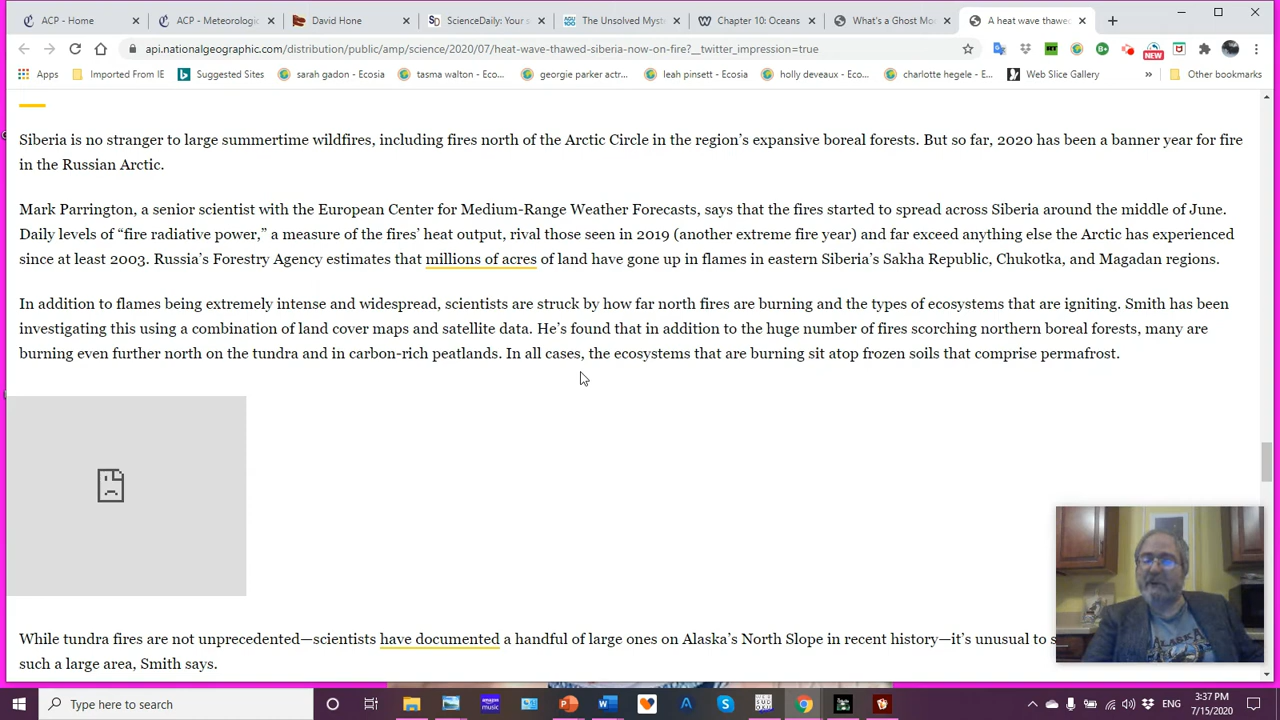 ACP - Home
ACP - Meteorologic
David Hone
ScienceDaily: Your s
The Unsolved Myst
Chapter 10: Oceans
What's a Ghost Mo
A heat wave thawed
api.nationalgeographic.com/distribution/public/amp/science/2020/07/heat-wave-thawed-siberia-now-on-fire?__twitter_impression=true
NEW
Apps
Imported From IE
Suggested Sites
sarah gadon - Ecosia
tasma walton - Eco...
georgie parker actr...
leah pinsett - Ecosia
holly deveaux - Eco...
charlotte hegele - E...
Web Slice Gallery
»
Other bookmarks
Siberia is no stranger to large summertime wildfires, including fires north of the Arctic Circle in the region's expansive boreal forests. But so far, 2020 has been a banner year for fire
in the Russian Arctic.
Mark Parrington, a senior scientist with the European Center for Medium-Range Weather Forecasts, says that the fires started to spread across Siberia around the middle of June.
Daily levels of “fire radiative power,” a measure of the fires' heat output, rival those seen in 2019 (another extreme fire year) and far exceed anything else the Arctic has experienced
since at least 2003. Russia's Forestry Agency estimates that millions of acres of land have gone up in flames in eastern Siberia's Sakha Republic, Chukotka, and Magadan regions.
In addition to flames being extremely intense and widespread, scientists are struck by how far north fires are burning and the types of ecosystems that are igniting. Smith has been
investigating this using a combination of land cover maps and satellite data. He's found that in addition to the huge number of fires scorching northern boreal forests, many are
burning even further north on the tundra and in carbon-rich peatlands. In all cases, the ecosystems that are burning sit atop frozen soils that comprise permafrost.
While tundra fires are not unprecedented—scientists have documented a handful of large ones on Alaska's North Slope in recent history—it's unusual to
such a large area, Smith says.
ALASKA
Type here to search
ENG
3:37 PM
7/15/2020